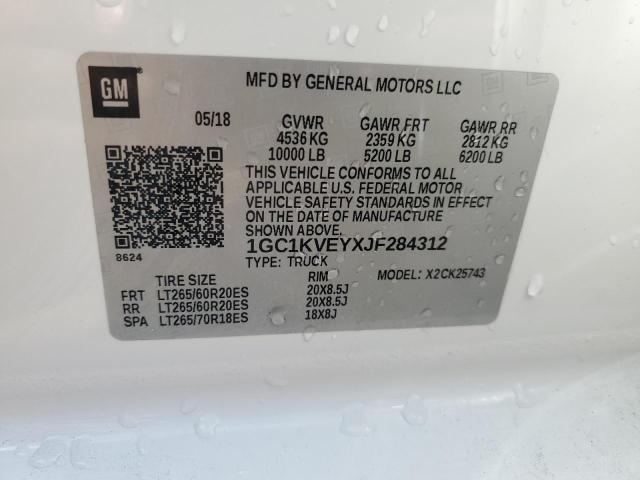 GM
MFD BY GENERAL MOTORS LLC
05/18 GVWR GAWR FRT GAWR RR
4536 KG 2359 KG 2812 KG
10000 LB 5200 LB 6200 LB
THIS VEHICLE CONFORMS TO ALL
APPLICABLE U.S. FEDERAL MOTOR
VEHICLE SAFETY STANDARDS IN EFFECT
ON THE DATE OF MANUFACTURE
SHOWN ABOVE.
8624
1GC1KVEYXJF284312
TYPE: TRUCK MODEL: X2CK25743
TIRE SIZE RIM
FRT LT265/60R20ES 20X8.5J
RR LT265/60R20ES 20X8.5J
SPA LT265/70R18ES 18X8J